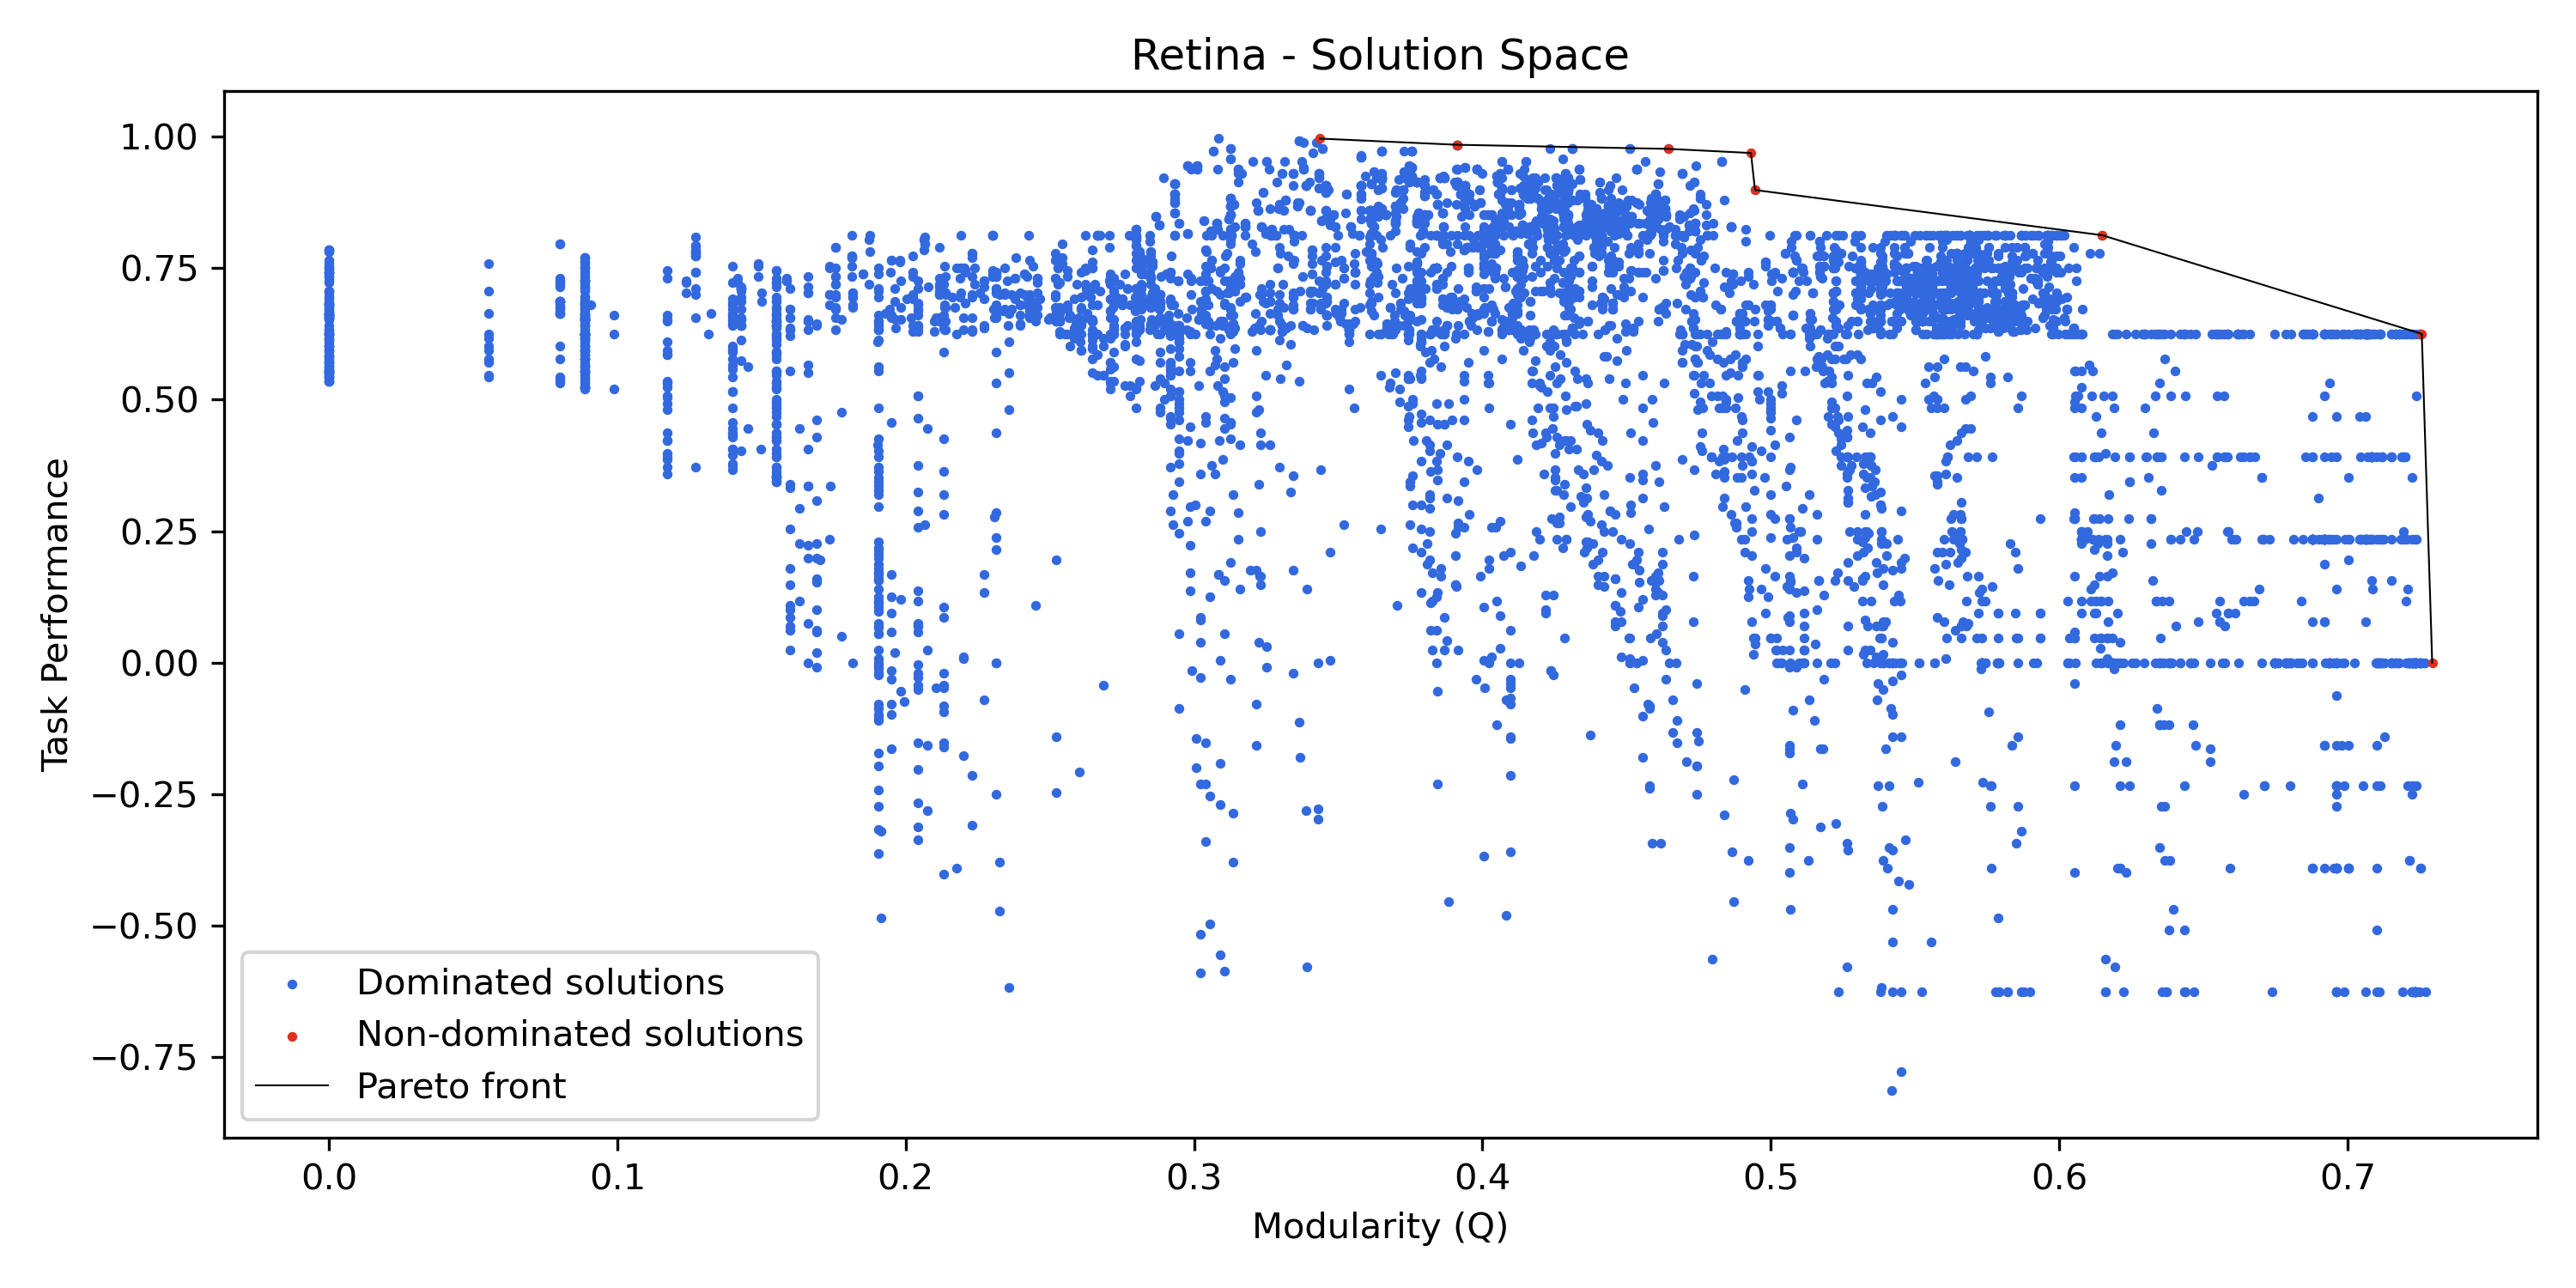 Retina - Solution Space
Task Performance
1.00
0.75
0.50
0.25
0.00
−0.25
−0.50
−0.75
Dominated solutions
Non-dominated solutions
Pareto front
0.0 0.1 0.2 0.3 0.4 0.5 0.6 0.7
Modularity (Q)